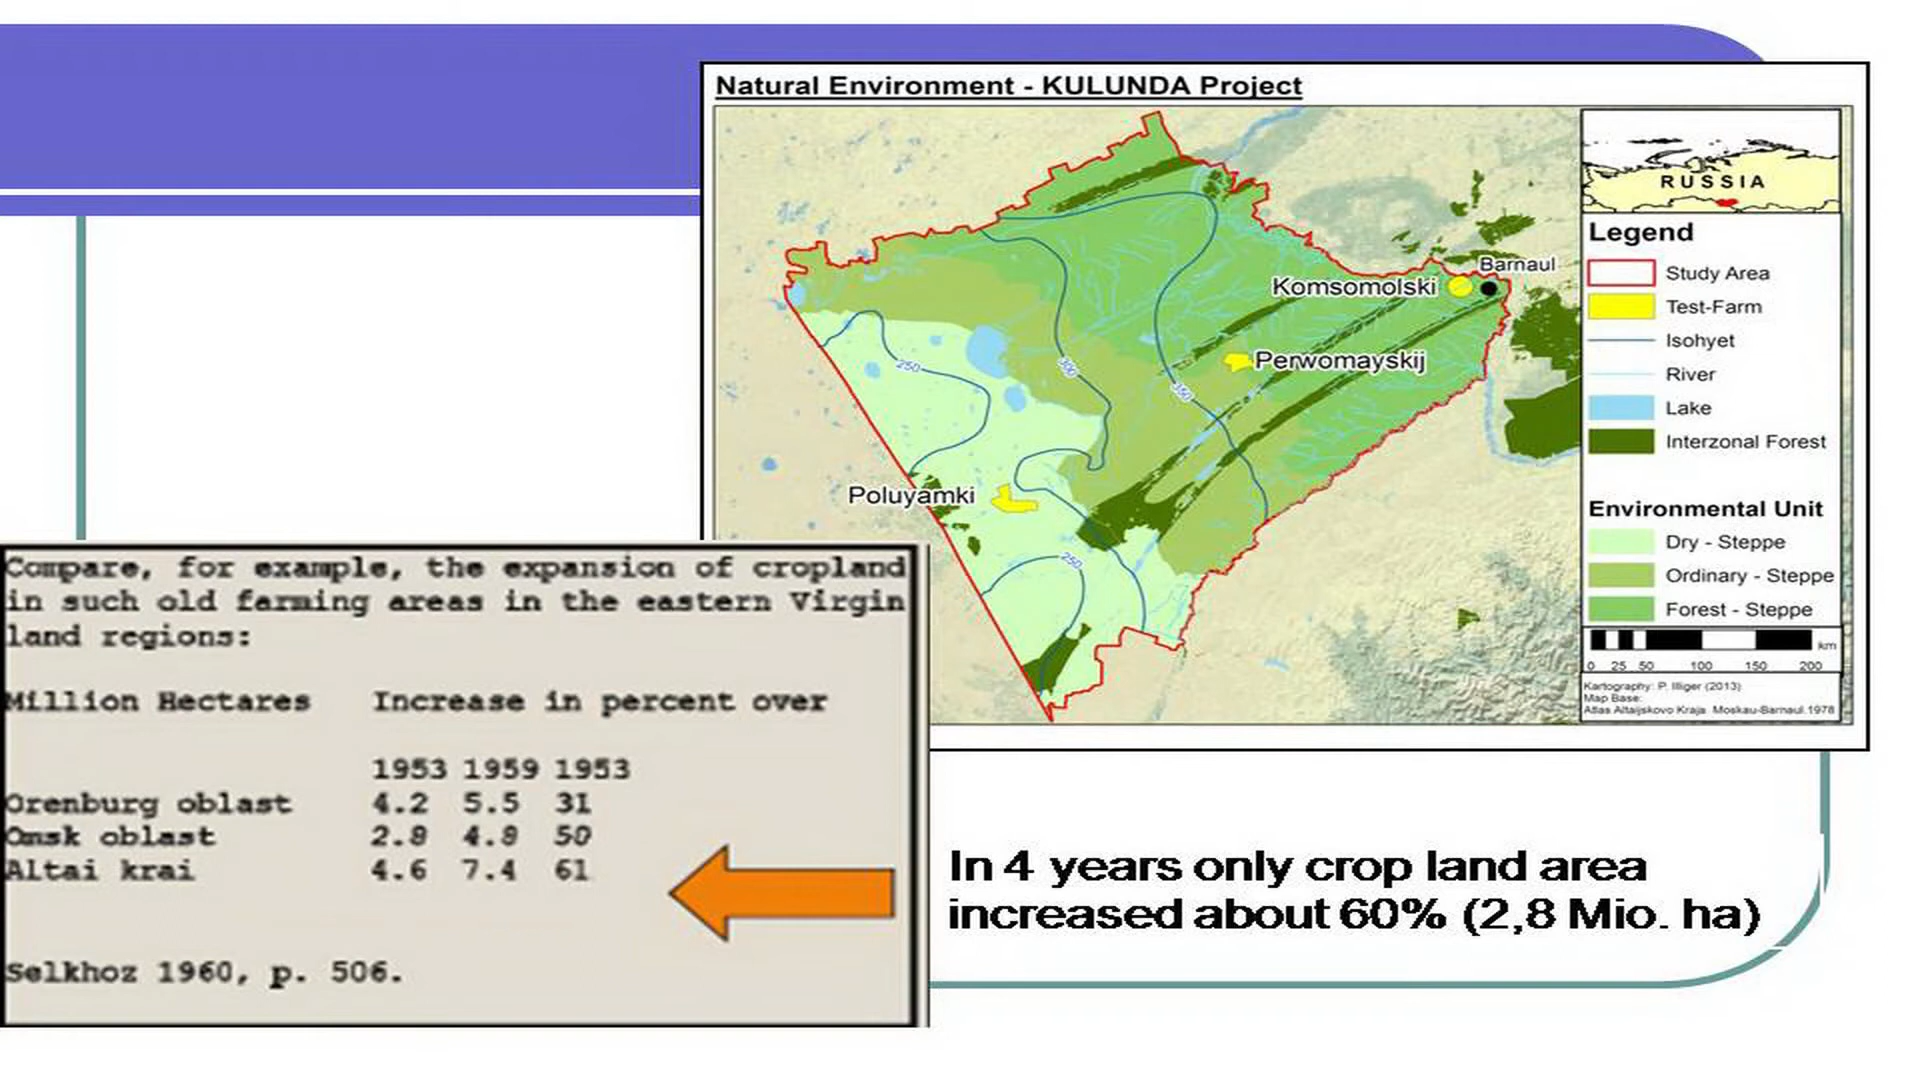 Natural Environment - KULUNDA Project
RUSSIA
Legend
Study Area
Test-Farm
Isohyet
River
Lake
Interzonal Forest
Environmental Unit
Dry - Steppe
Ordinary - Steppe
Forest - Steppe
km
0 25 50 100 150 200
Kartography: P. Illiger (2013)
Map Base:
Atlas Altaijskovo Kraja Moskau-Barnaul.1978
Barnaul
Komsomolski
Perwomayskij
Poluyamki
250
300
350
250
Compare, for example, the expansion of cropland
in such old farming areas in the eastern Virgin
land regions:
Million Hectares Increase in percent over
1953 1959 1953
Orenburg oblast 4.2 5.5 31
Omsk oblast 2.8 4.8 50
Altai krai 4.6 7.4 61
Selkhoz 1960, p. 506.
In 4 years only crop land area
increased about 60% (2,8 Mio. ha)